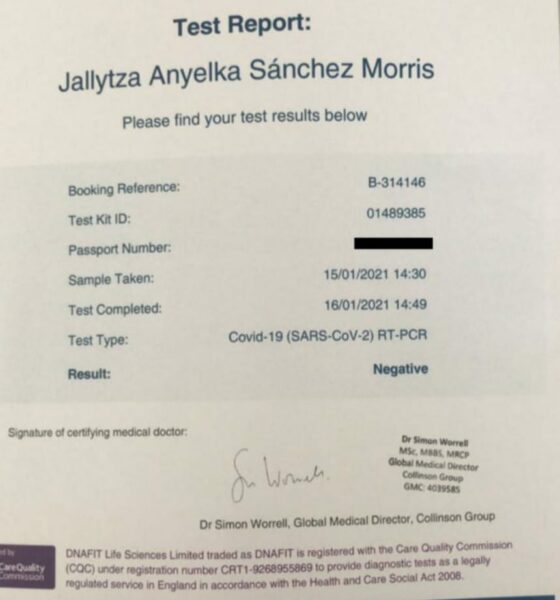 Test Report:
Jallytza Anyelka Sánchez Morris
Please find your test results below
Booking Reference: B-314146
Test Kit ID: 01489385
Passport Number:
Sample Taken: 15/01/2021 14:30
Test Completed: 16/01/2021 14:49
Test Type: Covid-19 (SARS-CoV-2) RT-PCR
Result: Negative
Signature of certifying medical doctor:
Dr Simon Worrell
MSc, MBBS, MRCP
Global Medical Director
Collinson Group
GMC: 4039585
Dr Simon Worrell, Global Medical Director, Collinson Group
DNAFIT Life Sciences Limited traded as DNAFIT is registered with the Care Quality Commission
(CQC) under registration number CRT1-9268955869 to provide diagnostic tests as a legally
regulated service in England in accordance with the Health and Care Social Act 2008.
by
CareQuality
Commission